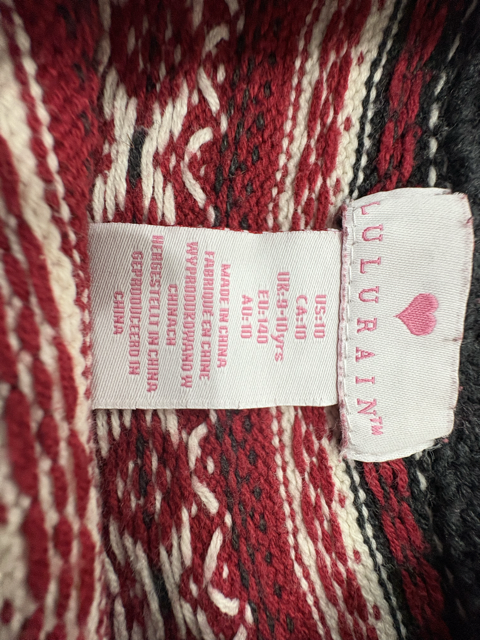 LULURAIN™
US:10
CA:10
UK:9-10yrs
EU:140
AU:10
MADE IN CHINA
FABRIQUÉ EN CHINE
WYPRODUKOWANO W
CHINACH
HERGESTELLT IN CHINA
GEPRODUCEERD IN
CHINA